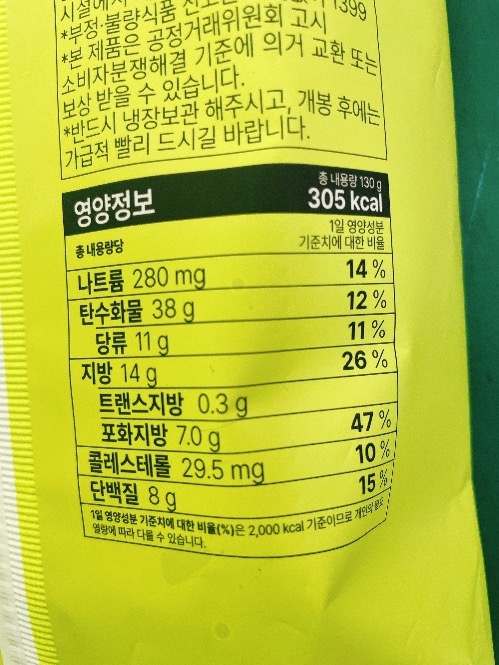 1399
*부정·불량식품
*본 제품은 공정거래위원회 고시
소비자분쟁해결 기준에 의거 교환 또는
보상 받을 수 있습니다.
*반드시 냉장보관 해주시고, 개봉 후에는
가급적 빨리 드시길 바랍니다.
영양정보
총 내용량 130 g
305 kcal
총 내용량당
1일 영양성분
기준치에 대한 비율
나트륨 280 mg 14 %
탄수화물 38 g 12 %
당류 11 g 11 %
지방 14 g 26 %
트랜스지방 0.3 g
포화지방 7.0 g 47 %
콜레스테롤 29.5 mg 10 %
단백질 8 g 15 %
1일 영양성분 기준치에 대한 비율(%)은 2,000 kcal 기준이므로 개인의 필요
열량에 따라 다를 수 있습니다.